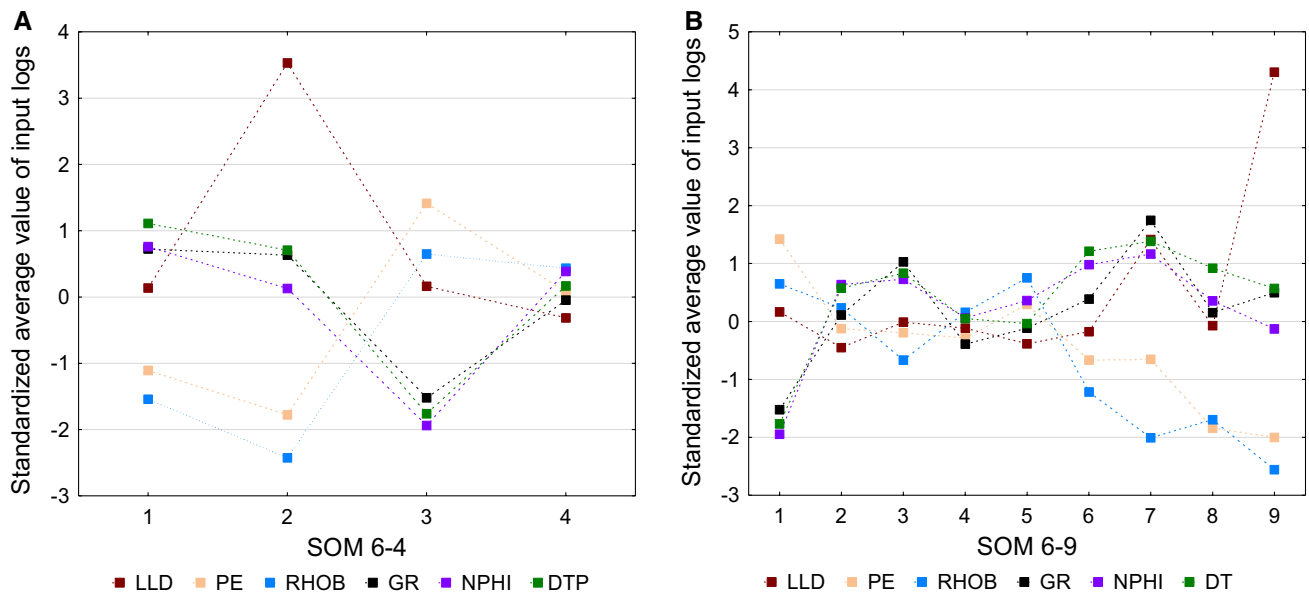 A
Standardized average value of input logs
4
3
2
1
0
-1
-2
-3
1 2 3 4
SOM 6-4
LLD PE RHOB GR NPHI DTP
B
Standardized average value of input logs
5
4
3
2
1
0
-1
-2
-3
1 2 3 4 5 6 7 8 9
SOM 6-9
LLD PE RHOB GR NPHI DT